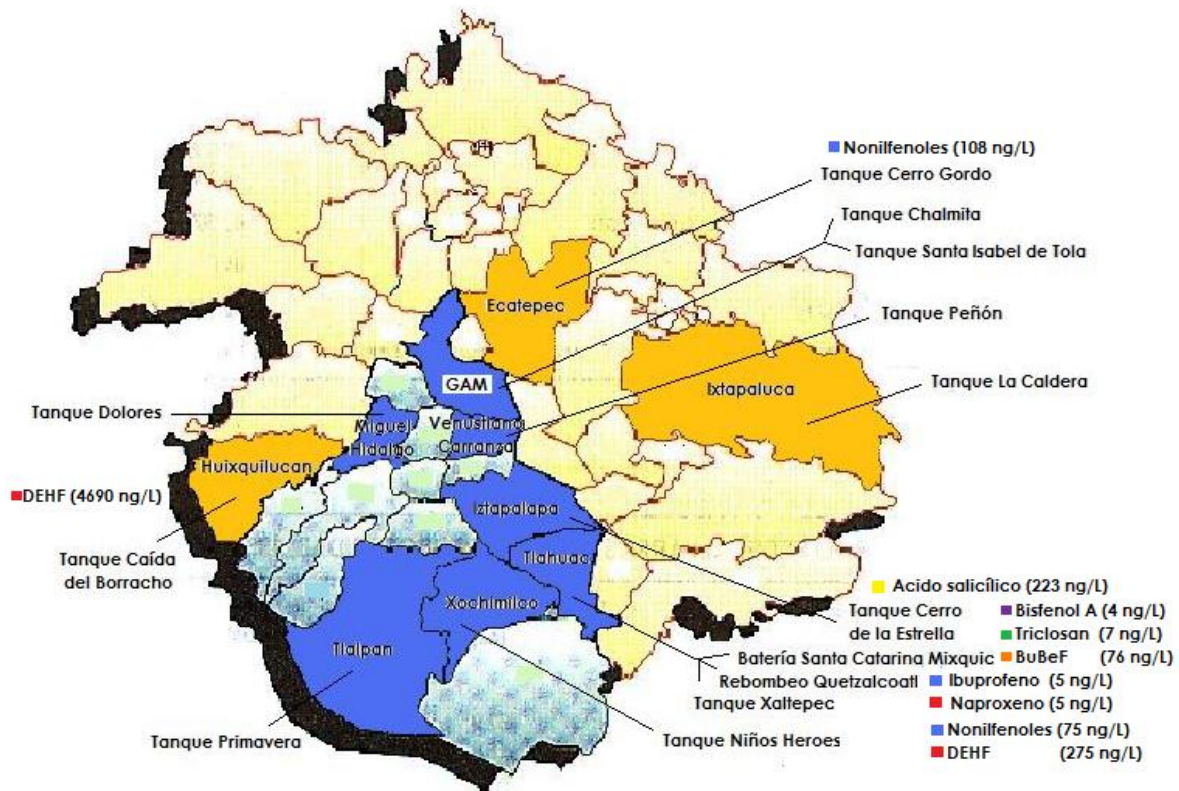 Nonilfenoles (108 ng/L)
Tanque Cerro Gordo
Tanque Chalmita
Tanque Santa Isabel de Tola
Ecatepec
Tanque Peñón
GAM
Ixtapaluca
Tanque La Caldera
Tanque Dolores
Miguel
Hidalgo
Venustiana
Carranza
Huixquilucan
DEHF (4690 ng/L)
Iztapalapa
Tanque Caída
del Borracho
Tlahuac
Acido salicílico (223 ng/L)
Xochimilco
Tanque Cerro
de la Estrella
Bisfenol A (4 ng/L)
Triclosan (7 ng/L)
BuBeF (76 ng/L)
Tlalpan
Batería Santa Catarina Mixquic
Rebombeo Quetzalcoatl
Tanque Xaltepec
Ibuprofeno (5 ng/L)
Naproxeno (5 ng/L)
Tanque Primavera
Tanque Niños Heroes
Nonilfenoles (75 ng/L)
DEHF (275 ng/L)